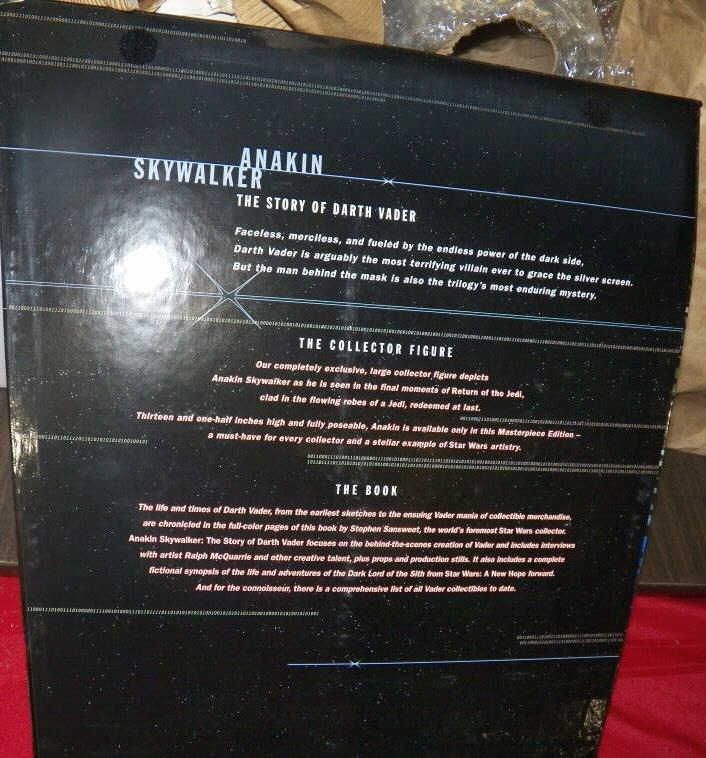 ANAKIN
SKYWALKER
THE STORY OF DARTH VADER
Faceless, merciless, and fueled by the endless power of the dark side,
Darth Vader is arguably the most terrifying villain ever to grace the silver screen.
But the man behind the mask is also the trilogy's most enduring mystery.
THE COLLECTOR FIGURE
Our completely exclusive, large collector figure depicts
Anakin Skywalker as he is seen in the final moments of Return of the Jedi,
clad in the flowing robes of a Jedi, redeemed at last.
Thirteen and one-half inches high and fully poseable, Anakin is available only in this Masterpiece Edition –
a must-have for every collector and a stellar example of Star Wars artistry.
THE BOOK
The life and times of Darth Vader, from the earliest sketches to the ensuing Vader mania of collectible merchandise,
are chronicled in the full-color pages of this book by Stephen Sansweet, the world's foremost Star Wars collector.
Anakin Skywalker: The Story of Darth Vader focuses on the behind-the-scenes creation of Vader and includes interviews
with artist Ralph McQuarrie and other creative talent, plus props and production stills. It also includes a complete
fictional synopsis of the life and adventures of the Dark Lord of the Sith from Star Wars: A New Hope forward.
And for the connoisseur, there is a comprehensive list of all Vader collectibles to date.